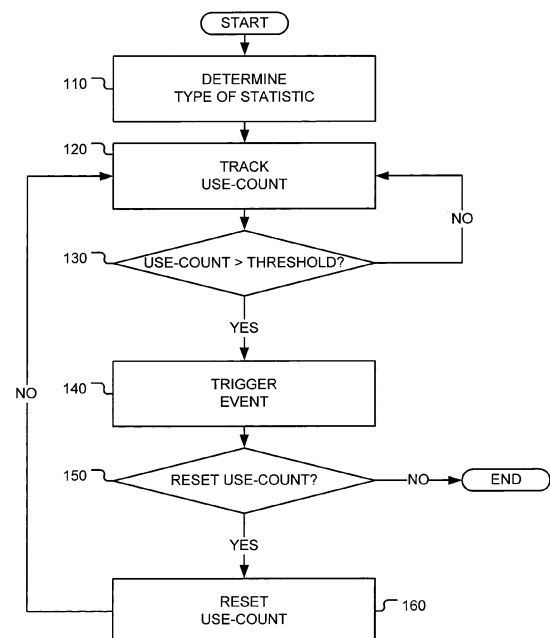 START
110
DETERMINE
TYPE OF STATISTIC
120
TRACK
USE-COUNT
NO
130
USE-COUNT > THRESHOLD?
YES
NO
140
TRIGGER
EVENT
150
RESET USE-COUNT?
NO
END
YES
RESET
USE-COUNT
160